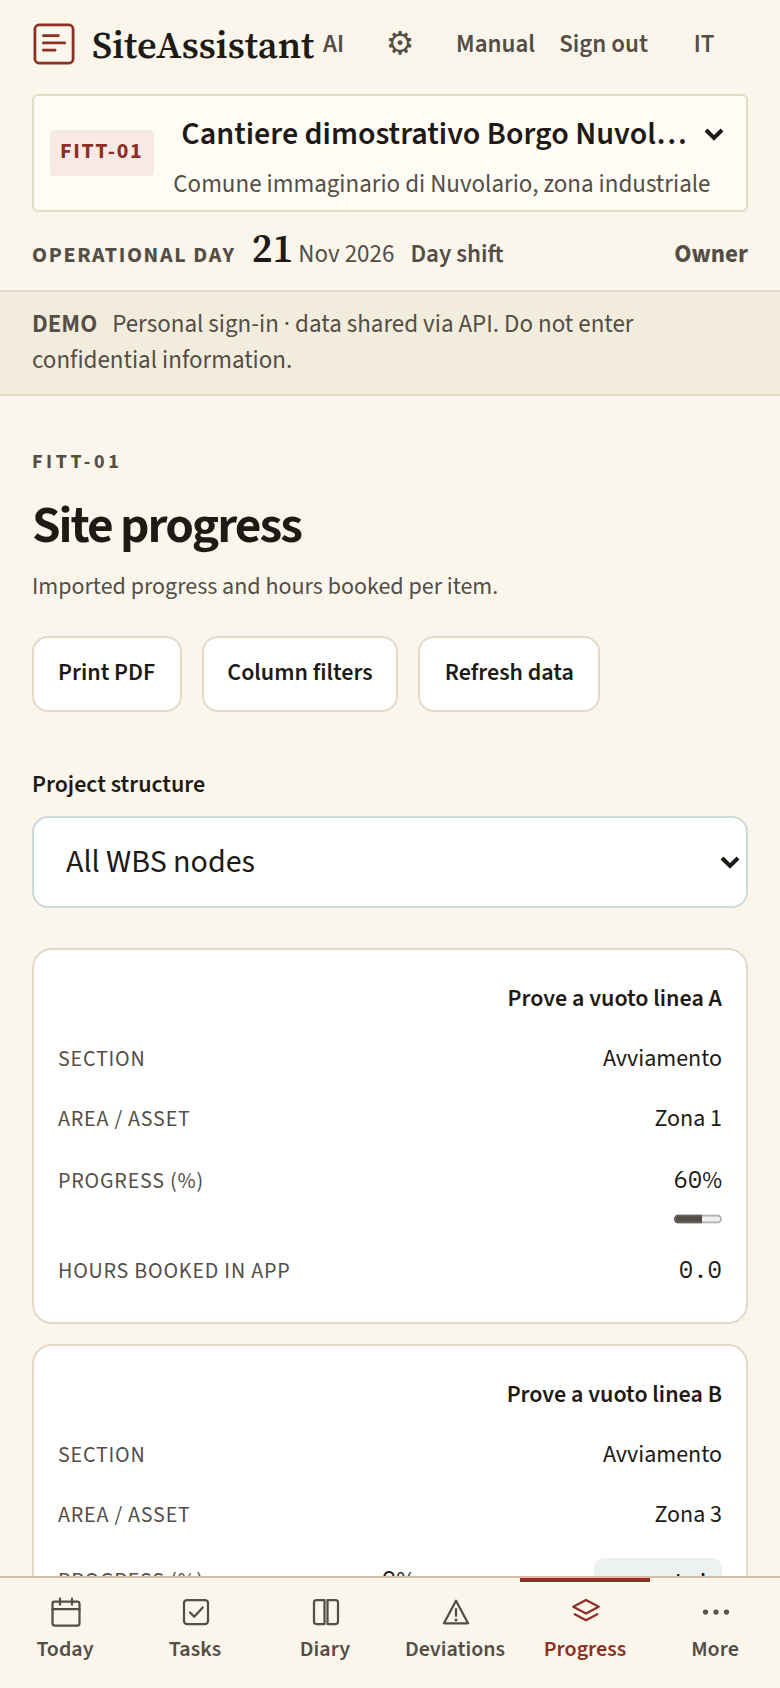 SiteAssistant AI ⚙ Manual Sign out IT
FITT-01 Cantiere dimostrativo Borgo Nuvol…
Comune immaginario di Nuvolario, zona industriale
OPERATIONAL DAY 21 Nov 2026 Day shift Owner
DEMO Personal sign-in · data shared via API. Do not enter
confidential information.
FITT-01
Site progress
Imported progress and hours booked per item.
Print PDF Column filters Refresh data
Project structure
All WBS nodes
Prove a vuoto linea A
SECTION Avviamento
AREA / ASSET Zona 1
PROGRESS (%) 60%
HOURS BOOKED IN APP 0.0
Prove a vuoto linea B
SECTION Avviamento
AREA / ASSET Zona 3
PROGRESS (%)
Today Tasks Diary Deviations Progress More